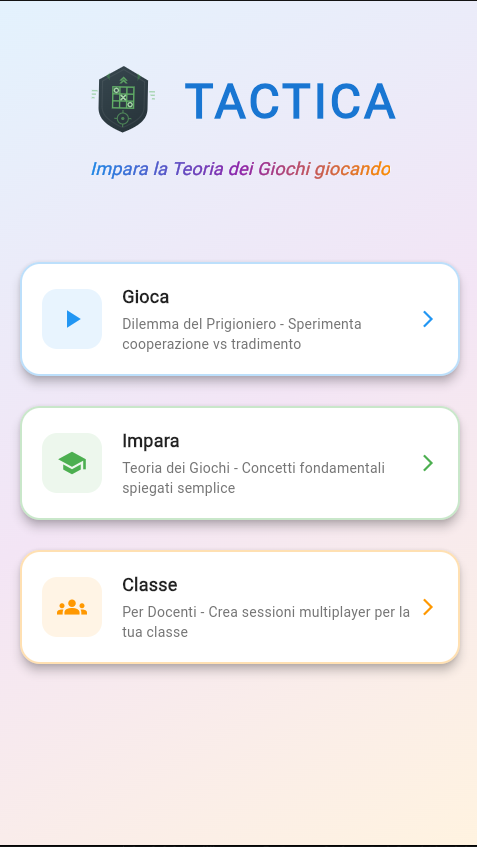 TACTICA
Impara la Teoria dei Giochi giocando
Gioca
Dilemma del Prigioniero - Sperimenta
cooperazione vs tradimento
Impara
Teoria dei Giochi - Concetti fondamentali
spiegati semplice
Classe
Per Docenti - Crea sessioni multiplayer per la
tua classe